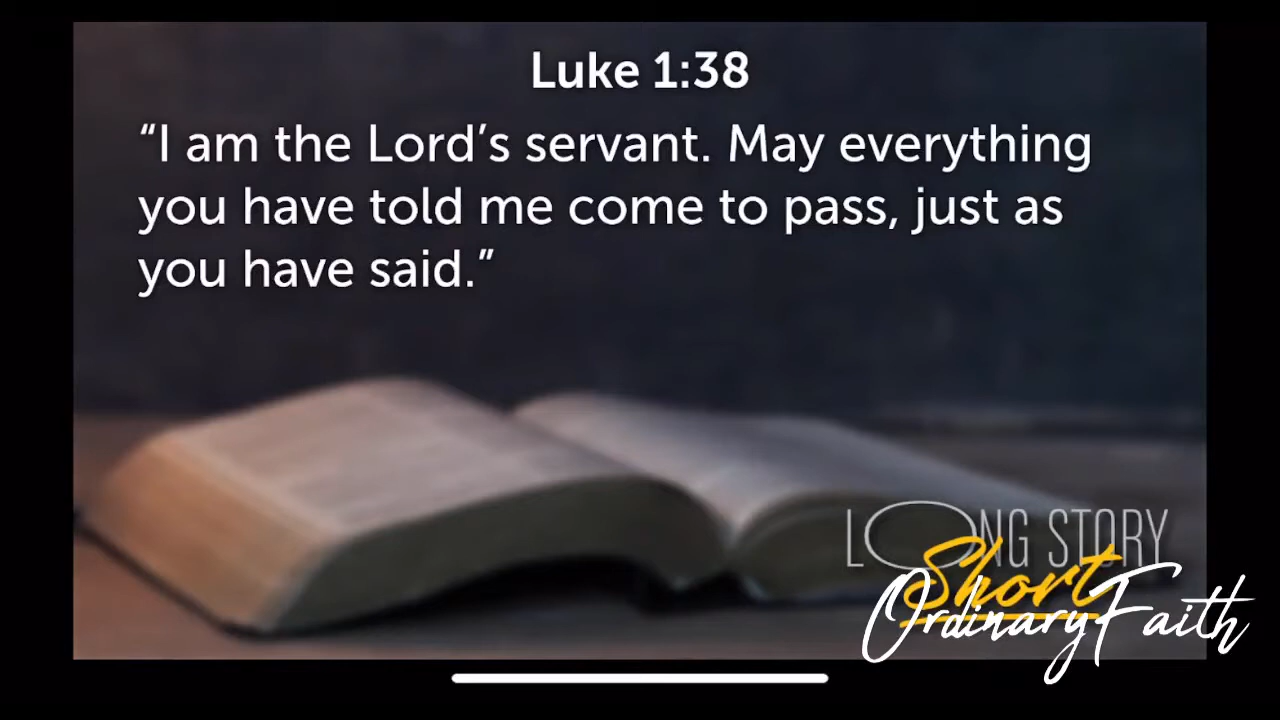 Luke 1:38
“I am the Lord’s servant. May everything
you have told me come to pass, just as
you have said.”
LONG STORY
Short
Ordinary Faith